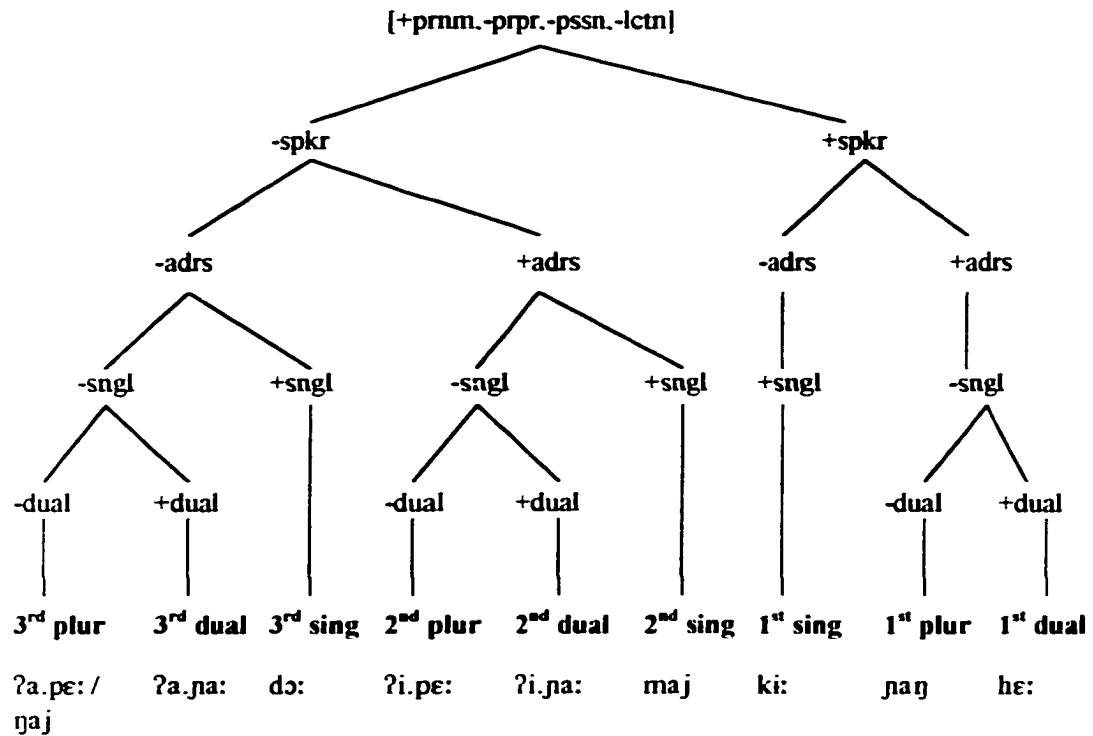 [+prnm.-prpr.-pssn.-lctn]
-spkr +spkr
-adrs +adrs -adrs +adrs
-sngl +sngl -sngl +sngl +sngl -sngl
-dual +dual -dual +dual -dual +dual
3rd plur 3rd dual 3rd sing 2nd plur 2nd dual 2nd sing 1st sing 1st plur 1st dual
ʔa.pɛː / ʔa.ɲaː dɔː ʔi.pɛː ʔi.ɲaː maj kɨː ɲaŋ hɛː
ŋaj